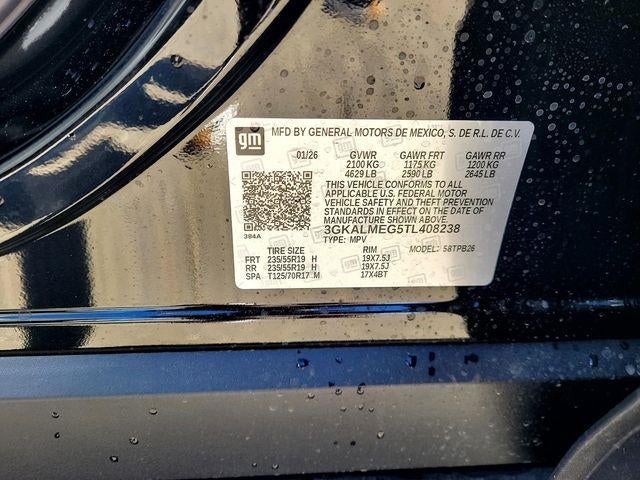 gm MFD BY GENERAL MOTORS DE MEXICO, S. DE R.L. DE C.V.
01/26 GVWR GAWR FRT GAWR RR
2100 KG 1175 KG 1200 KG
4629 LB 2590 LB 2645 LB
THIS VEHICLE CONFORMS TO ALL
APPLICABLE U.S. FEDERAL MOTOR
VEHICLE SAFETY AND THEFT PREVENTION
STANDARDS IN EFFECT ON THE DATE OF
MANUFACTURE SHOWN ABOVE.
384A 3GKALMEG5TL408238
TYPE: MPV MODEL: 58TPB26
TIRE SIZE RIM
FRT 235/55R19 H 19X7.5J
RR 235/55R19 H 19X7.5J
SPA T125/70R17 M 17X4BT